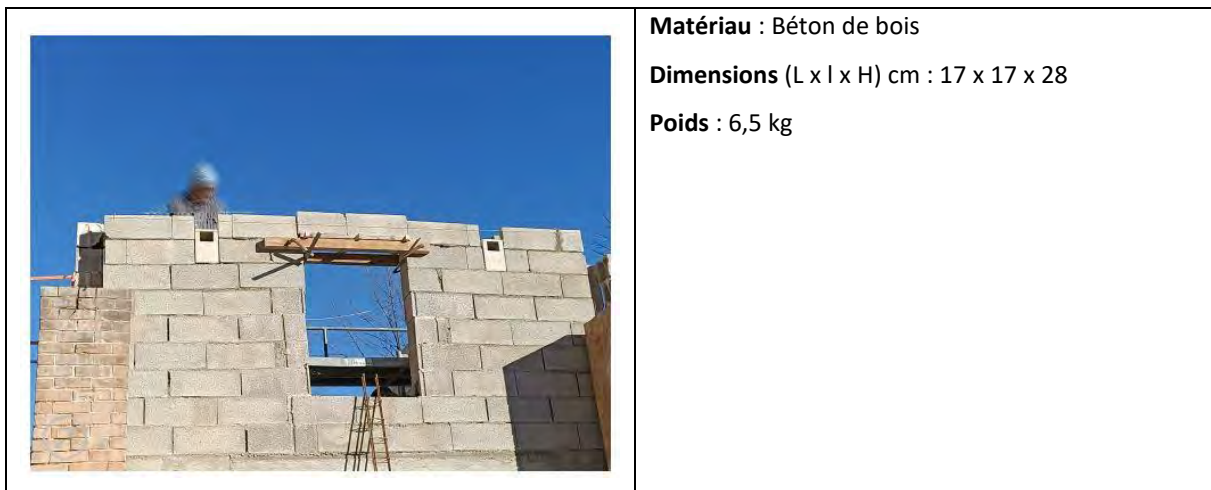 Matériau : Béton de bois
Dimensions (L x l x H) cm : 17 x 17 x 28
Poids : 6,5 kg